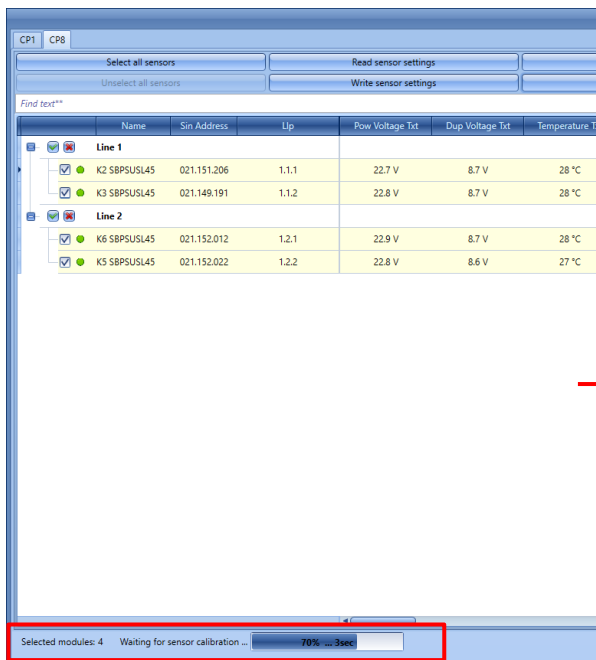 CP1 CP8
Select all sensors Read sensor settings
Unselect all sensors Write sensor settings
Find text**
Name Sin Address Llp Pow Voltage Txt Dup Voltage Txt Temperature T
Line 1
K2 SBPSUSL45 021.151.206 1.1.1 22.7 V 8.7 V 28 °C
K3 SBPSUSL45 021.149.191 1.1.2 22.8 V 8.7 V 28 °C
Line 2
K6 SBPSUSL45 021.152.012 1.2.1 22.9 V 8.7 V 28 °C
K5 SBPSUSL45 021.152.022 1.2.2 22.8 V 8.6 V 27 °C
Selected modules: 4 Waiting for sensor calibration ... 70% ... 3sec